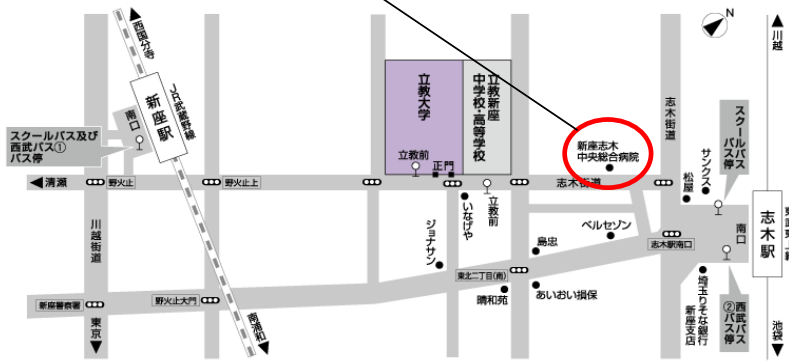 西国分寺
JR武蔵野線
新座駅
南口
スクールバス及び
西武バス①
バス停
清瀬
野火止
野火止上
川越街道
新座警察署
東京
野火止大門
南浦和
立教大学
立教新座
中学校・高等学校
立教前
正門
いなげや
立教前
ジョナサン
東北二丁目(南)
晴和苑
島忠
あいおい損保
ベルセゾン
新座志木
中央総合病院
志木街道
志木街道
N
川越
スクールバス
バス停
サンクス
松屋
志木駅南口
南口
志木駅
東武東上線
埼玉りそな銀行
新座支店
②西武バス
バス停
池袋